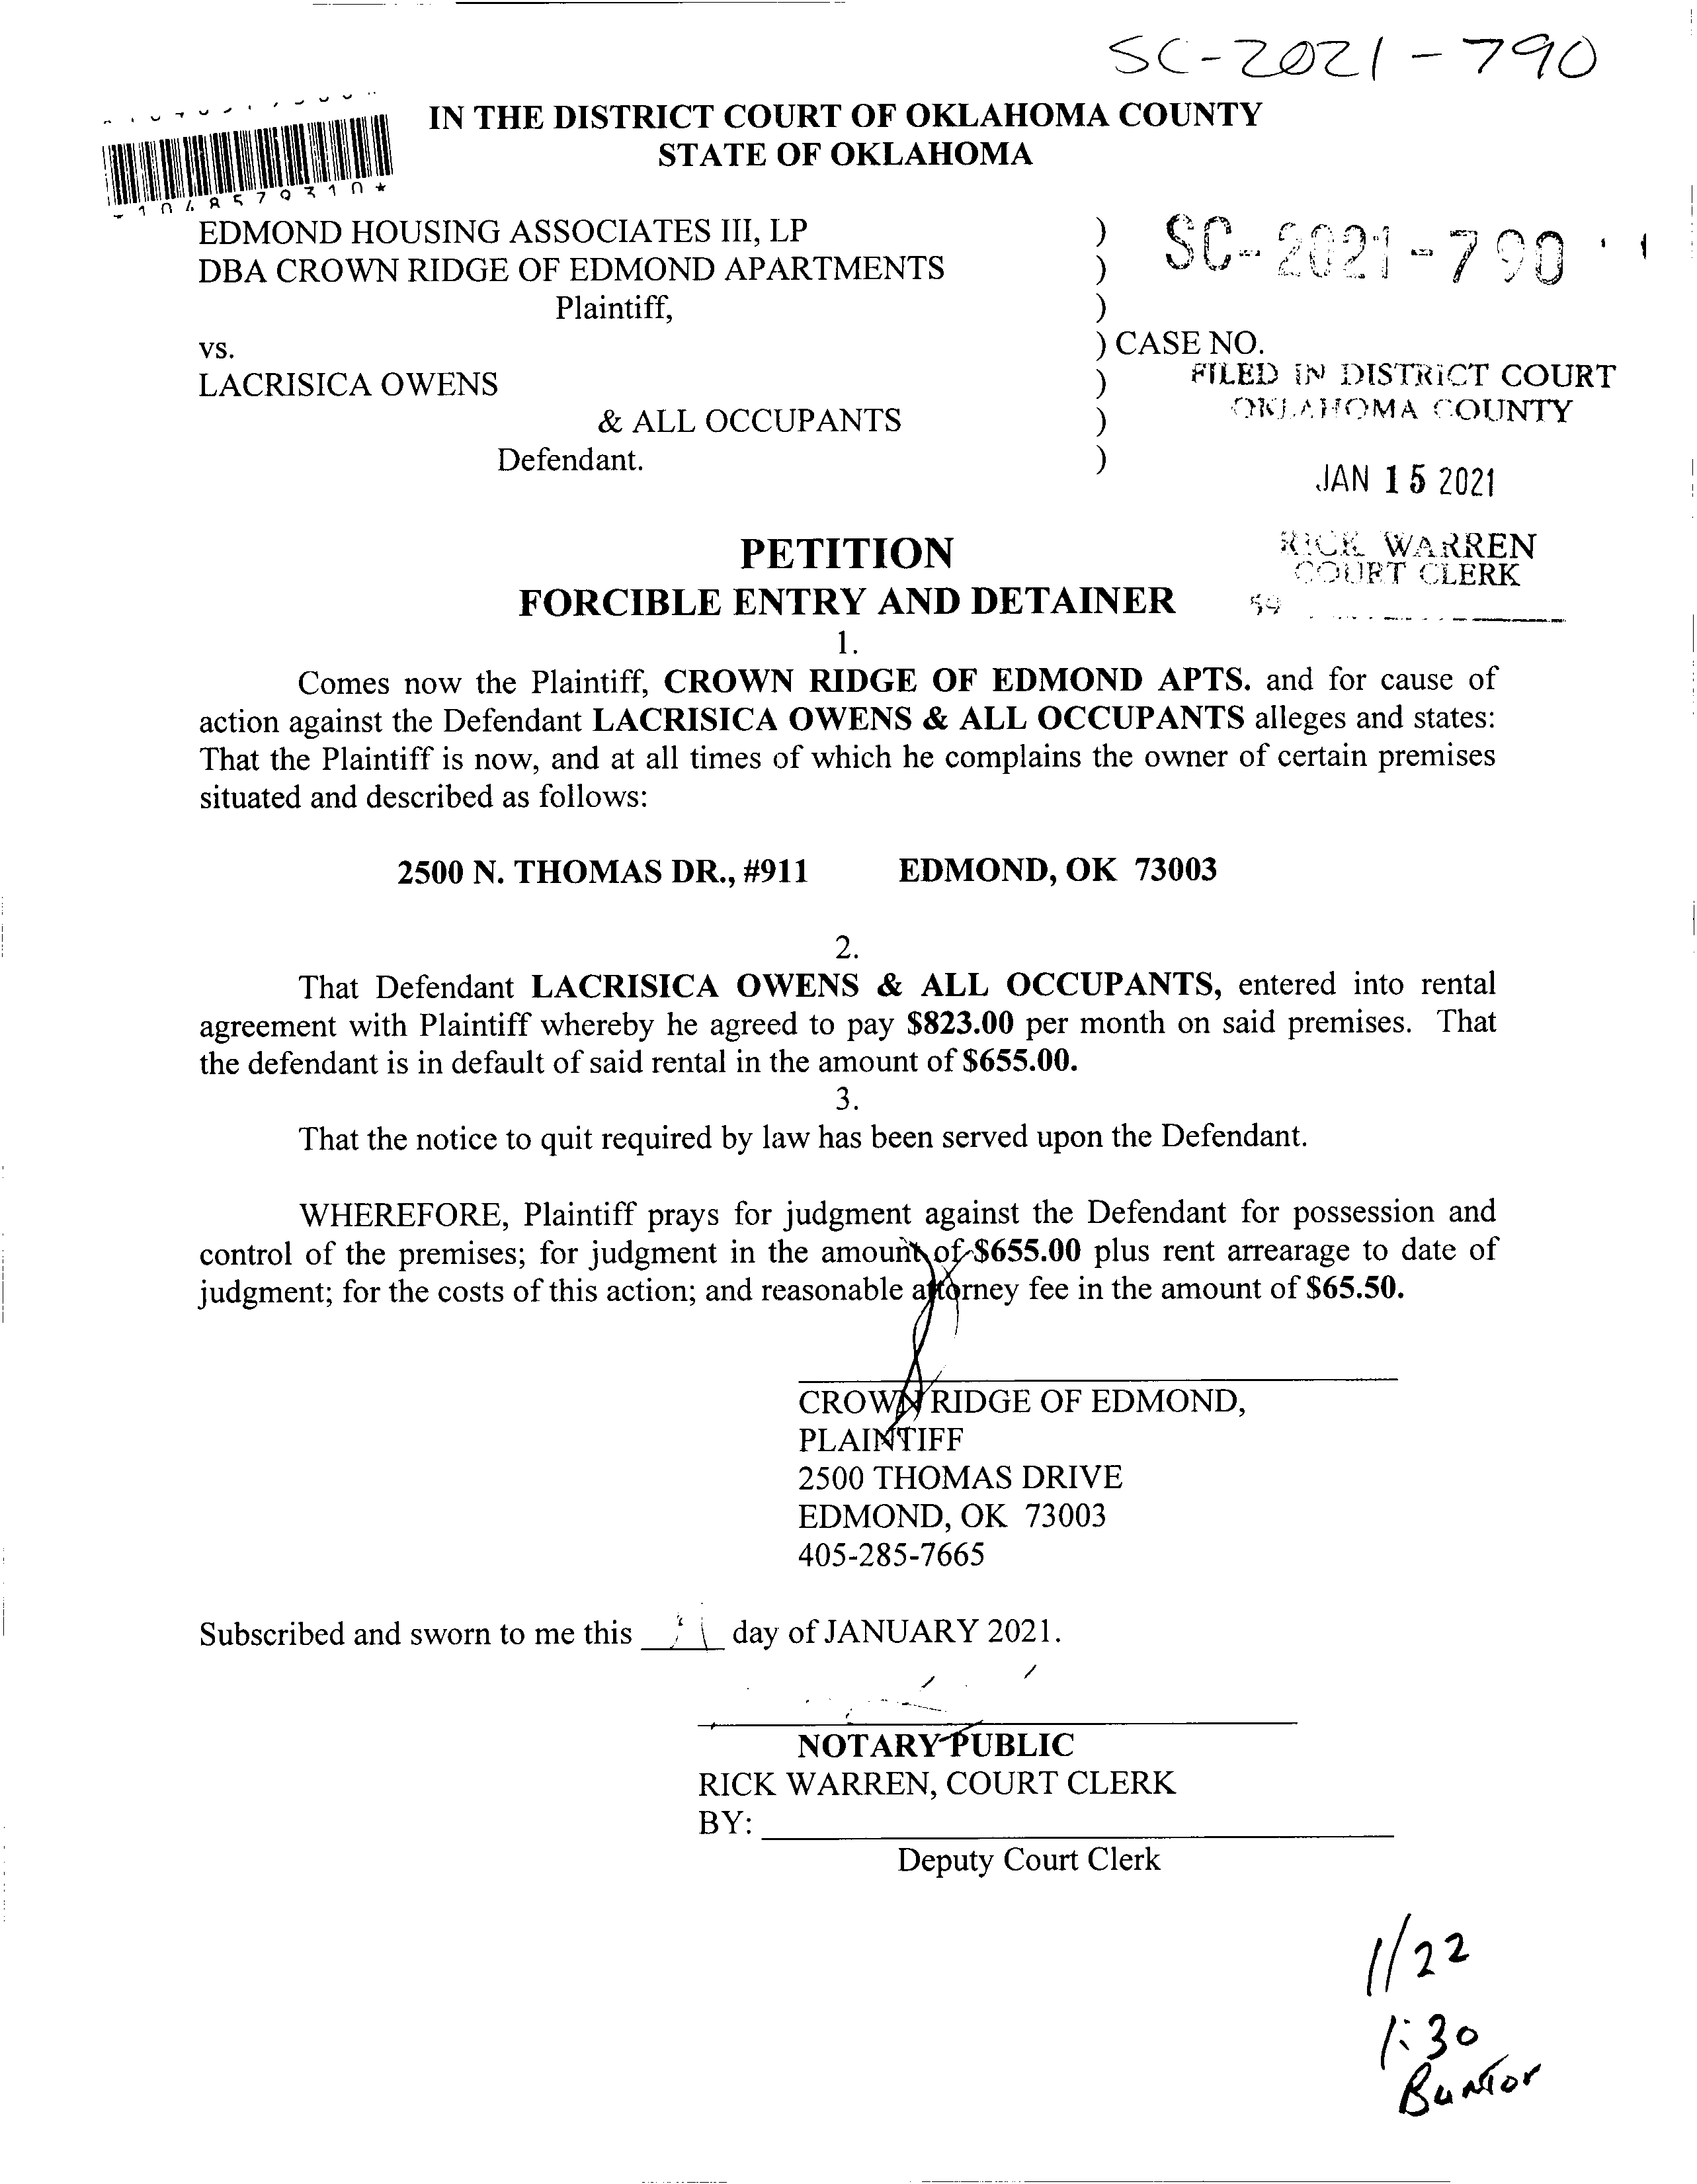 SC-2021-790
IN THE DISTRICT COURT OF OKLAHOMA COUNTY
STATE OF OKLAHOMA
EDMOND HOUSING ASSOCIATES III, LP )
DBA CROWN RIDGE OF EDMOND APARTMENTS )
Plaintiff, )
SC-2021-790
vs. ) CASE NO.
LACRISICA OWENS )
& ALL OCCUPANTS )
Defendant. )
FILED IN DISTRICT COURT
OKLAHOMA COUNTY
JAN 15 2021
RICK WARREN
COURT CLERK
59
PETITION
FORCIBLE ENTRY AND DETAINER
1.
Comes now the Plaintiff, CROWN RIDGE OF EDMOND APTS. and for cause of
action against the Defendant LACRISICA OWENS & ALL OCCUPANTS alleges and states:
That the Plaintiff is now, and at all times of which he complains the owner of certain premises
situated and described as follows:
2500 N. THOMAS DR., #911 EDMOND, OK 73003
2.
That Defendant LACRISICA OWENS & ALL OCCUPANTS, entered into rental
agreement with Plaintiff whereby he agreed to pay $823.00 per month on said premises. That
the defendant is in default of said rental in the amount of $655.00.
3.
That the notice to quit required by law has been served upon the Defendant.
WHEREFORE, Plaintiff prays for judgment against the Defendant for possession and
control of the premises; for judgment in the amount of $655.00 plus rent arrearage to date of
judgment; for the costs of this action; and reasonable attorney fee in the amount of $65.50.
CROWN RIDGE OF EDMOND,
PLAINTIFF
2500 THOMAS DRIVE
EDMOND, OK 73003
405-285-7665
Subscribed and sworn to me this day of JANUARY 2021.
NOTARY PUBLIC
RICK WARREN, COURT CLERK
BY:
Deputy Court Clerk
1/22
1:30